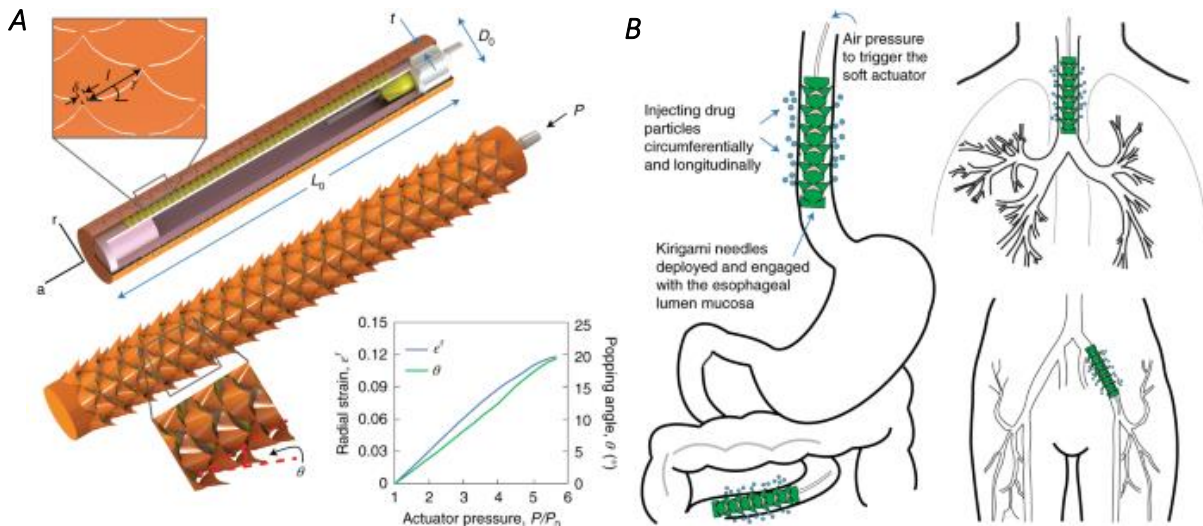 A
t
D₀
δ
l
γ
L₀
P
r
a
θ
0.15
0.12
0.09
0.06
0.03
0
Radial strain, εʳ
εʳ
θ
25
20
15
10
5
0
Popping angle, θ (°)
1 2 3 4 5 6
Actuator pressure, P/P₀
B
Air pressure
to trigger the
soft actuator
Injecting drug
particles
circumferentially
and longitudinally
Kirigami needles
deployed and engaged
with the esophageal
lumen mucosa